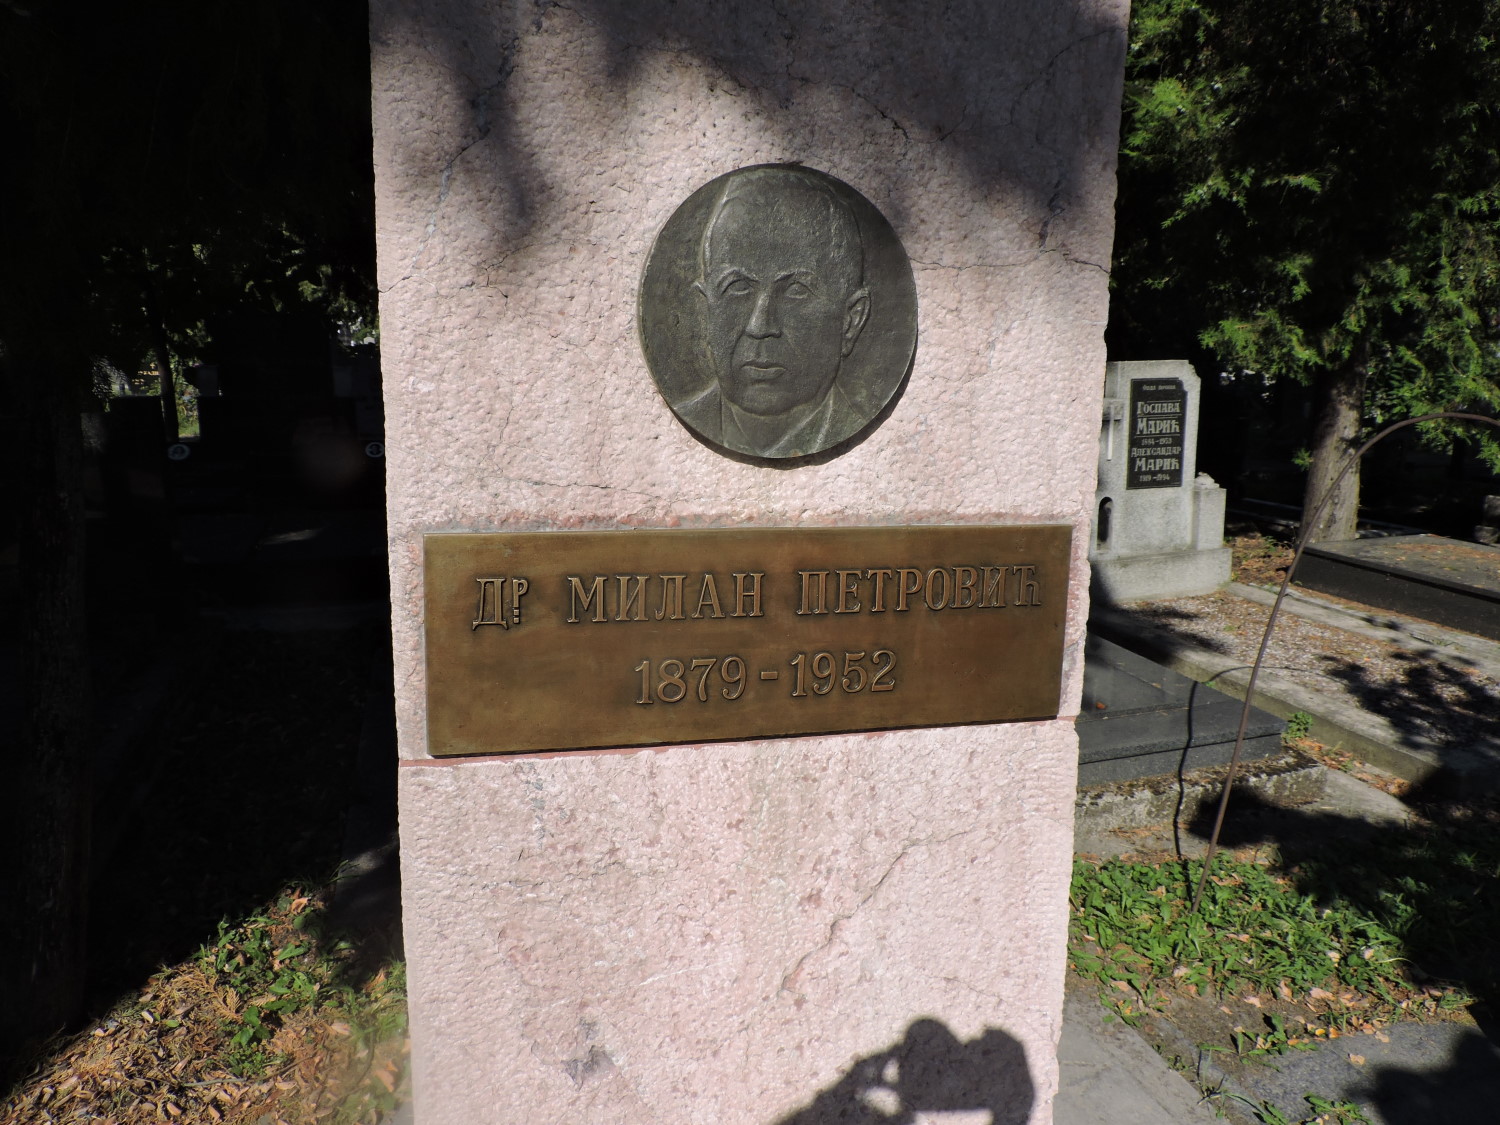 Др МИЛАН ПЕТРОВИЋ
1879-1952
Госпава
Марић
Александар
Марић